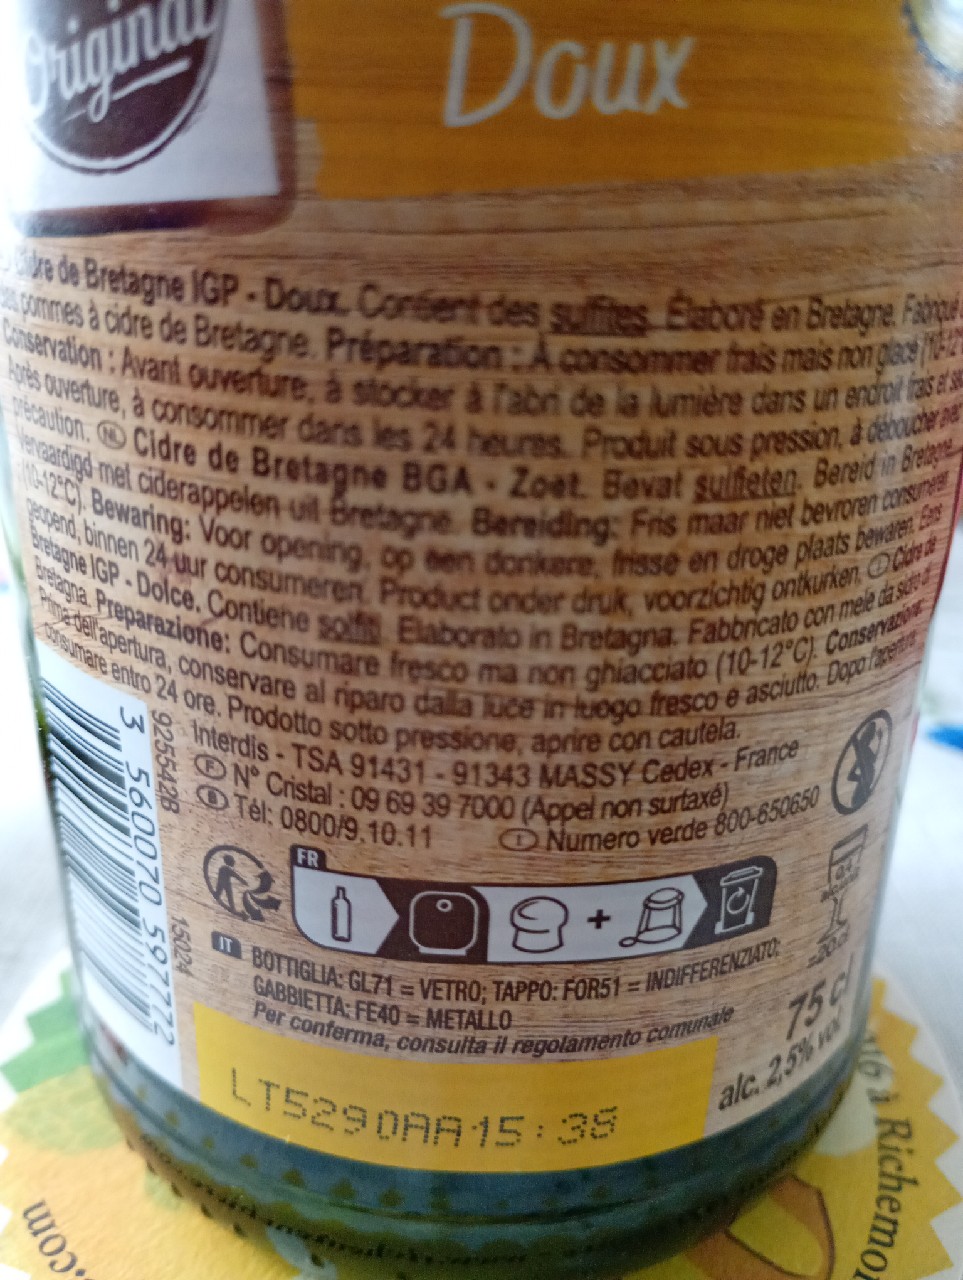 Original
Doux
Cidre de Bretagne IGP - Doux. Contient des sulfites. Élaboré en Bretagne. Fabriqué
pommes à cidre de Bretagne. Préparation : À consommer frais mais non glacé (10-12°
Conservation : Avant ouverture, à stocker à l'abri de la lumière dans un endroit frais et
Après ouverture, à consommer dans les 24 heures. Produit sous pression, à déboucher avec
précaution. NL Cidre de Bretagne BGA - Zoet. Bevat sulfieten. Bereid in Bretagne.
Vervaardigd met ciderappelen uit Bretagne. Bereiding: Fris maar niet bevroren consumeren
(10-12°C). Bewaring: Voor opening, op een donkere, frisse en droge plaats bewaren. Eens
geopend, binnen 24 uur consumeren. Product onder druk, voorzichtig ontkurken. I Cidre de
Bretagne IGP - Dolce. Contiene solfiti. Elaborato in Bretagna. Fabbricato con mele da sidro di
Bretagna. Preparazione: Consumare fresco ma non ghiacciato (10-12°C). Conservazione:
Prima dell'apertura, conservare al riparo dalla luce in luogo fresco e asciutto. Dopo l'apertura,
consumare entro 24 ore. Prodotto sotto pressione, aprire con cautela.
Interdis - TSA 91431 - 91343 MASSY Cedex - France
F N° Cristal : 09 69 39 7000 (Appel non surtaxé)
B Tél: 0800/9.10.11 I Numero verde 800-650650
3 560070 597772
925542B
15024
FR
+
IT BOTTIGLIA: GL71 = VETRO; TAPPO: FOR51 = INDIFFERENZIATO;
GABBIETTA: FE40 = METALLO
Per conferma, consulta il regolamento comunale
75 cl
alc. 2,5% vol
LT5290AA15:38
à Richemo
.com